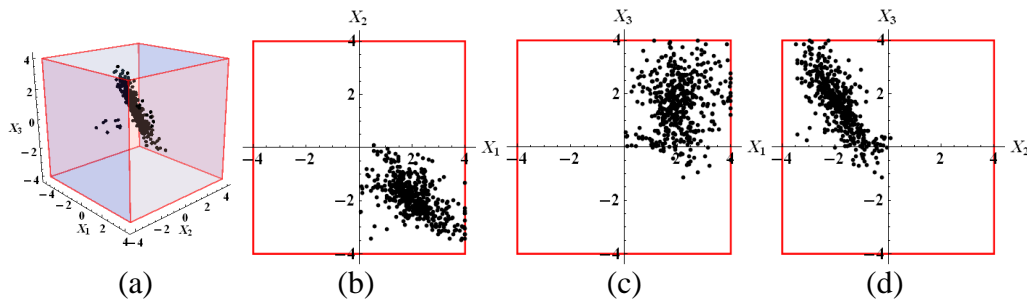 X₂ X₃ X₃
4 4 4 4
2 2 2 2
X₃ 0
−2 −4 −2 2 4 X₁ −4 −2 2 4 X₁ −4 −2 2 4 X₂
−4
−4 −2 0 2 4 −4 −2 0 2 4 −2 −2 −2
X₁ X₂ −4 −4 −4
(a) (b) (c) (d)